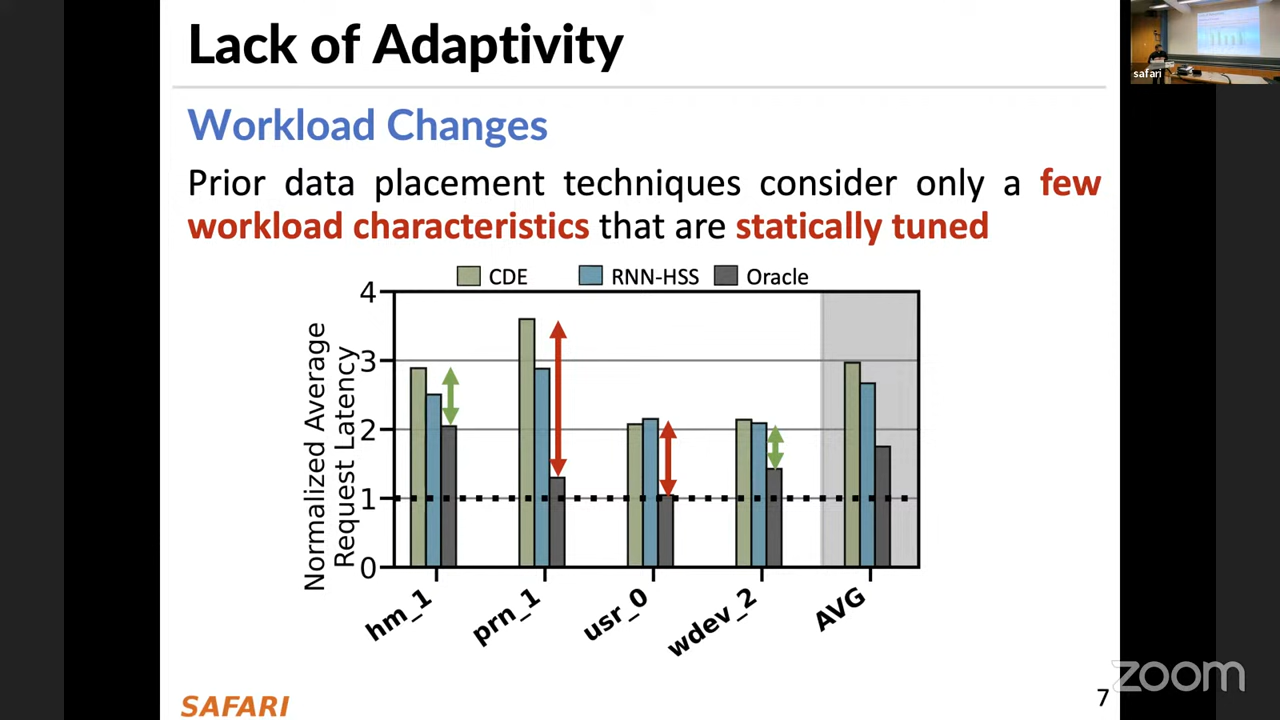 Lack of Adaptivity
safari
Workload Changes
Prior data placement techniques consider only a few
workload characteristics that are statically tuned
CDE RNN-HSS Oracle
Normalized Average
Request Latency
4
3
2
1
0
hm_1 prn_1 usr_0 wdev_2 AVG
SAFARI
7
zoom